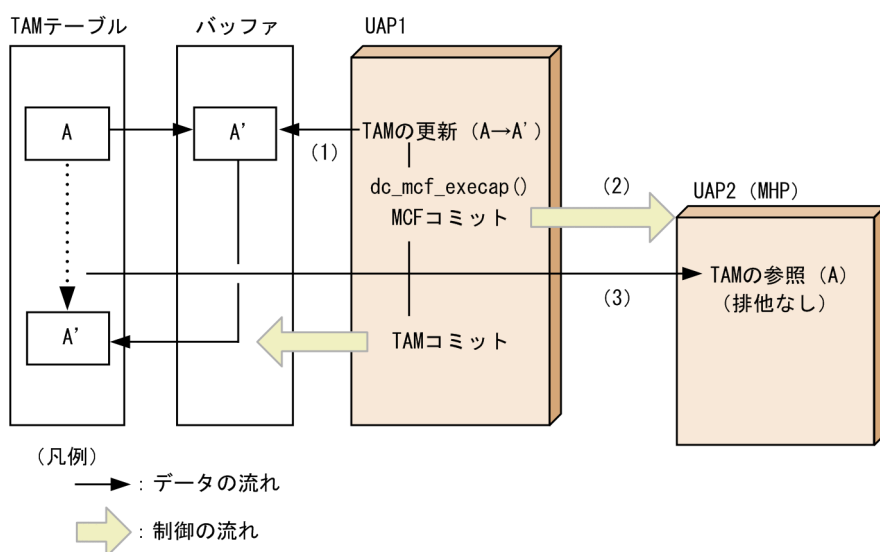 TAMテーブル
バッファ
UAP1
A
A'
TAMの更新（A→A'）
(1)
dc_mcf_execap()
MCFコミット
(2)
UAP2（MHP）
TAMの参照（A）
（排他なし）
(3)
A'
TAMコミット
（凡例）
：データの流れ
：制御の流れ